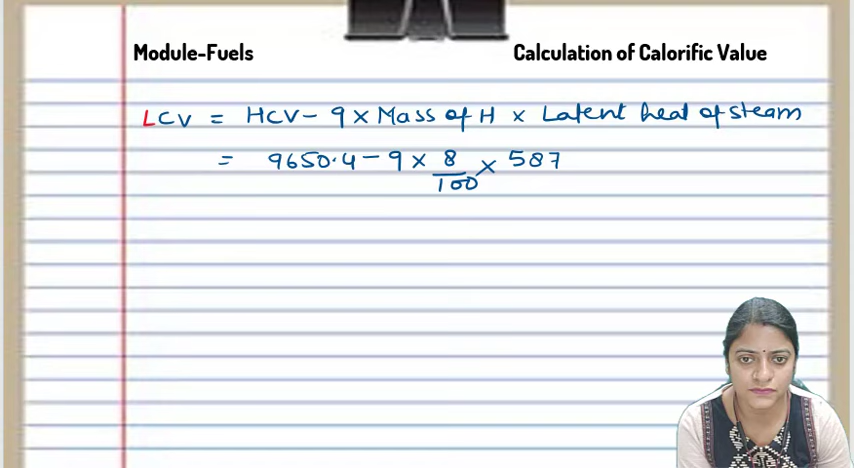 Module-Fuels
Calculation of Calorific Value
LCV = HCV - 9 × Mass of H × Latent heat of steam
= 9650.4 - 9 × 8/100 × 587